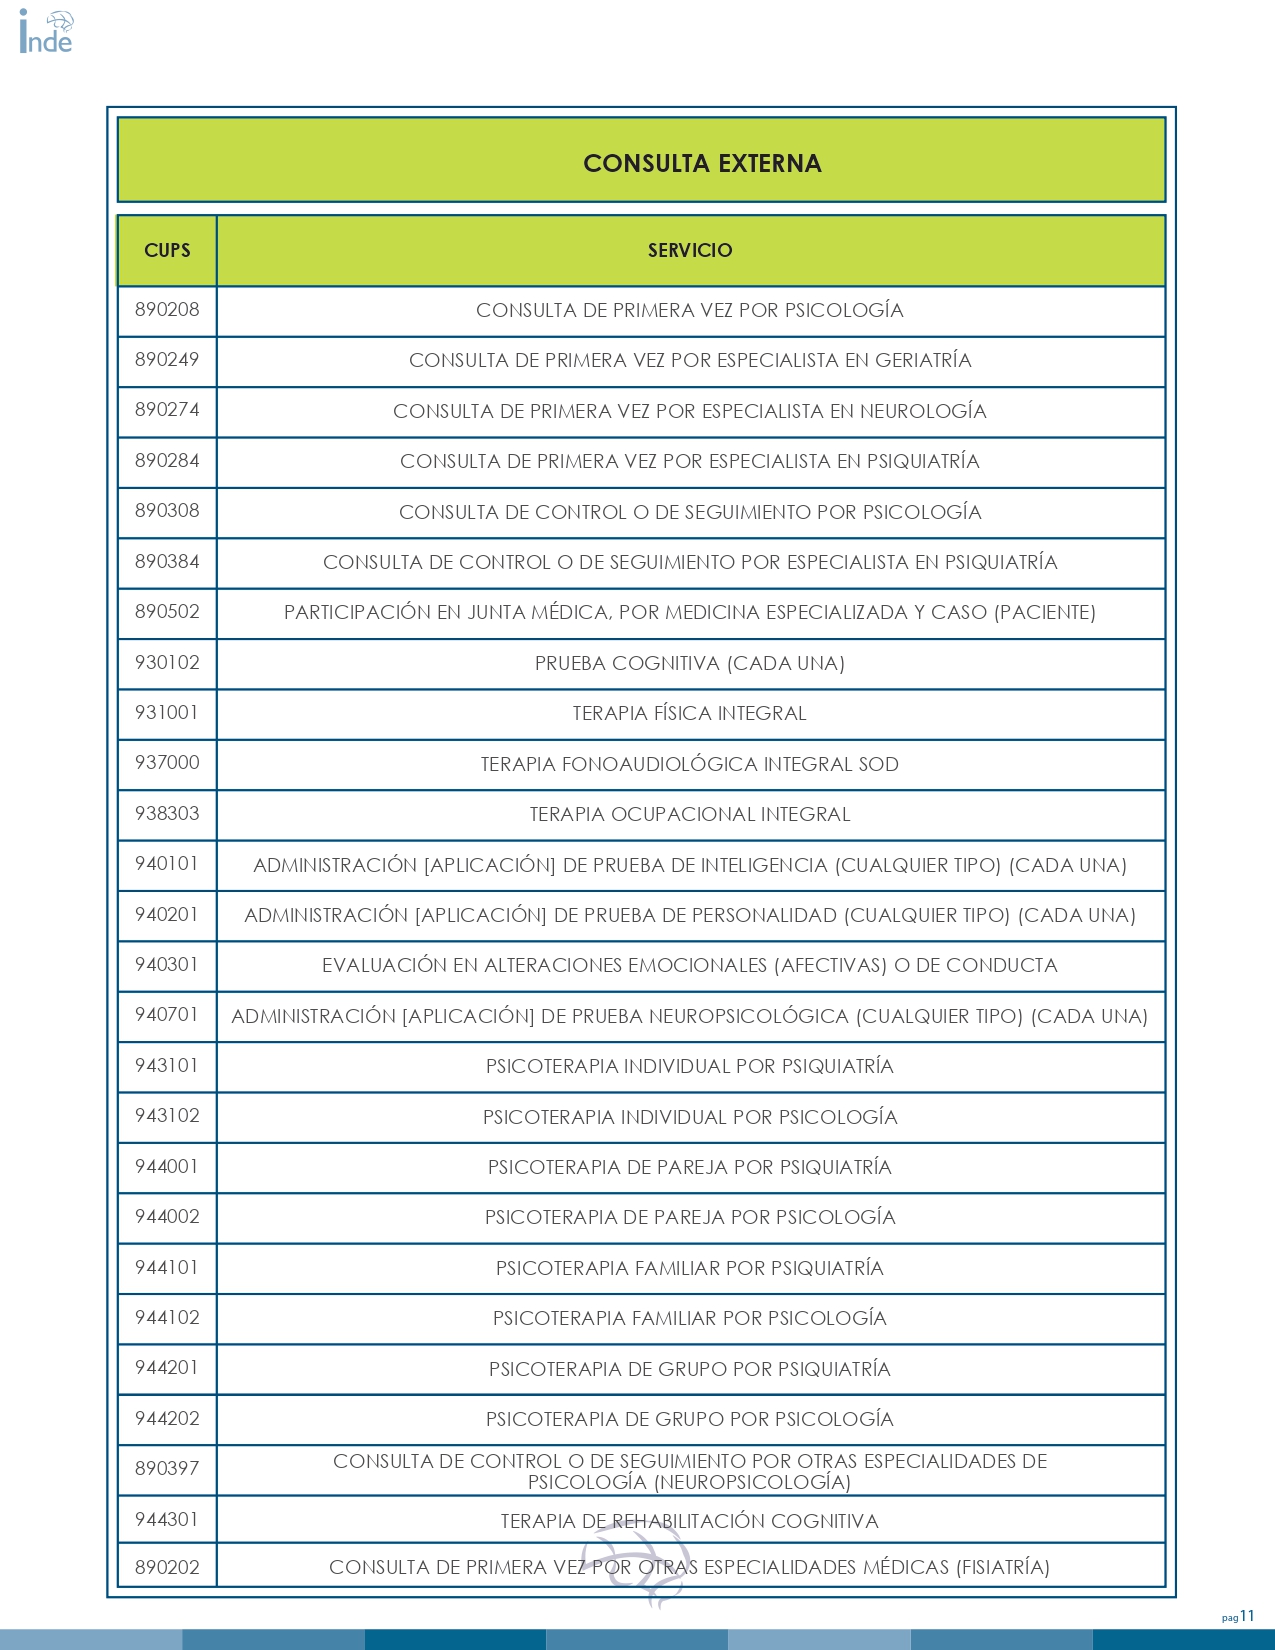 inde
CONSULTA EXTERNA
CUPS SERVICIO
890208 CONSULTA DE PRIMERA VEZ POR PSICOLOGÍA
890249 CONSULTA DE PRIMERA VEZ POR ESPECIALISTA EN GERIATRÍA
890274 CONSULTA DE PRIMERA VEZ POR ESPECIALISTA EN NEUROLOGÍA
890284 CONSULTA DE PRIMERA VEZ POR ESPECIALISTA EN PSIQUIATRÍA
890308 CONSULTA DE CONTROL O DE SEGUIMIENTO POR PSICOLOGÍA
890384 CONSULTA DE CONTROL O DE SEGUIMIENTO POR ESPECIALISTA EN PSIQUIATRÍA
890502 PARTICIPACIÓN EN JUNTA MÉDICA, POR MEDICINA ESPECIALIZADA Y CASO (PACIENTE)
930102 PRUEBA COGNITIVA (CADA UNA)
931001 TERAPIA FÍSICA INTEGRAL
937000 TERAPIA FONOAUDIOLÓGICA INTEGRAL SOD
938303 TERAPIA OCUPACIONAL INTEGRAL
940101 ADMINISTRACIÓN [APLICACIÓN] DE PRUEBA DE INTELIGENCIA (CUALQUIER TIPO) (CADA UNA)
940201 ADMINISTRACIÓN [APLICACIÓN] DE PRUEBA DE PERSONALIDAD (CUALQUIER TIPO) (CADA UNA)
940301 EVALUACIÓN EN ALTERACIONES EMOCIONALES (AFECTIVAS) O DE CONDUCTA
940701 ADMINISTRACIÓN [APLICACIÓN] DE PRUEBA NEUROPSICOLÓGICA (CUALQUIER TIPO) (CADA UNA)
943101 PSICOTERAPIA INDIVIDUAL POR PSIQUIATRÍA
943102 PSICOTERAPIA INDIVIDUAL POR PSICOLOGÍA
944001 PSICOTERAPIA DE PAREJA POR PSIQUIATRÍA
944002 PSICOTERAPIA DE PAREJA POR PSICOLOGÍA
944101 PSICOTERAPIA FAMILIAR POR PSIQUIATRÍA
944102 PSICOTERAPIA FAMILIAR POR PSICOLOGÍA
944201 PSICOTERAPIA DE GRUPO POR PSIQUIATRÍA
944202 PSICOTERAPIA DE GRUPO POR PSICOLOGÍA
890397 CONSULTA DE CONTROL O DE SEGUIMIENTO POR OTRAS ESPECIALIDADES DE
PSICOLOGÍA (NEUROPSICOLOGÍA)
944301 TERAPIA DE REHABILITACIÓN COGNITIVA
890202 CONSULTA DE PRIMERA VEZ POR OTRAS ESPECIALIDADES MÉDICAS (FISIATRÍA)
pag11